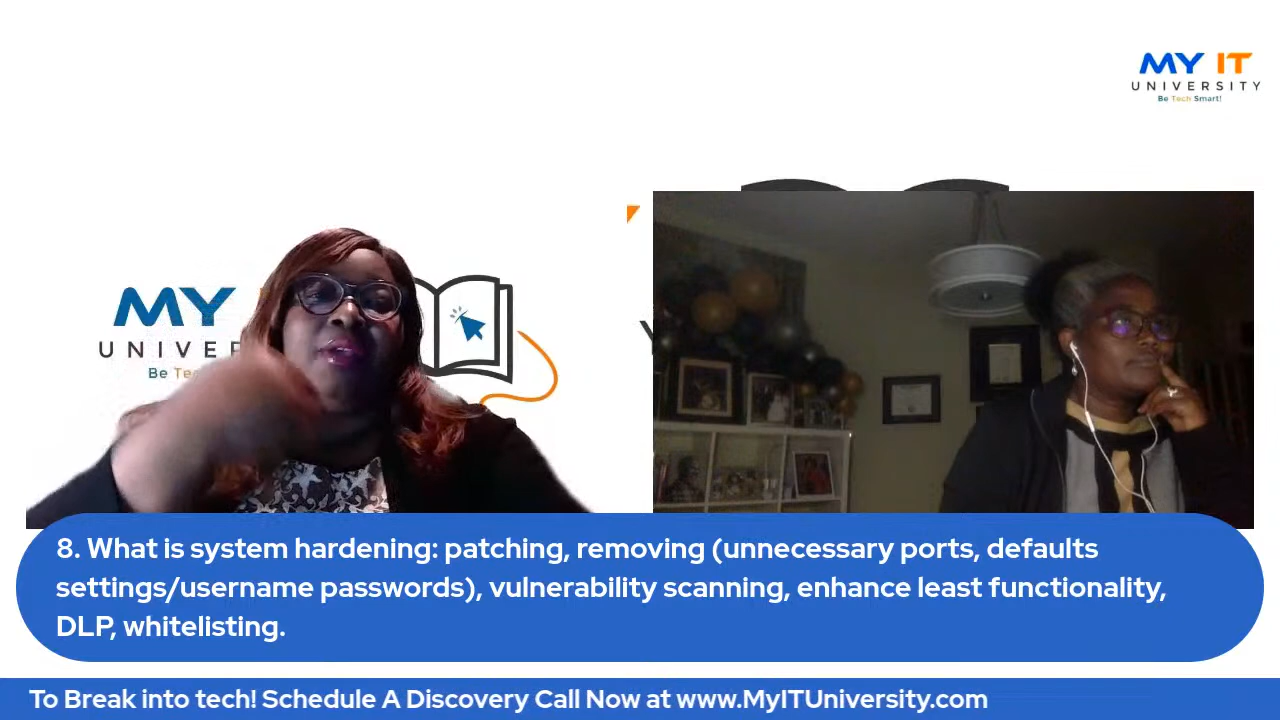 MY IT
UNIVERSITY
Be Tech Smart!
MY
UNIVER
Be Tec
8. What is system hardening: patching, removing (unnecessary ports, defaults
settings/username passwords), vulnerability scanning, enhance least functionality,
DLP, whitelisting.
To Break into tech! Schedule A Discovery Call Now at www.MyITUniversity.com